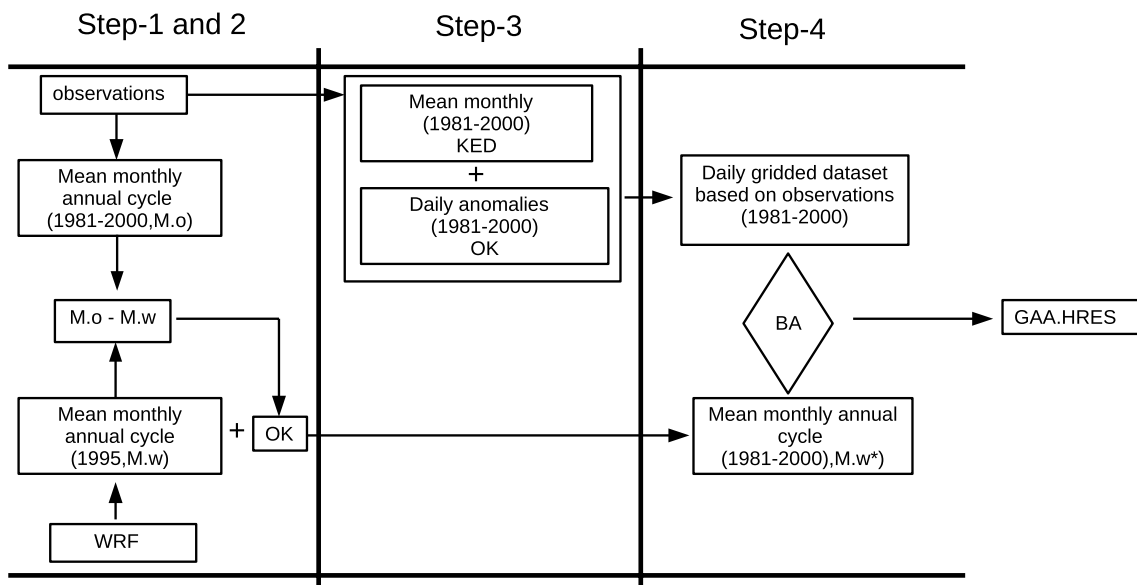 Step-1 and 2
Step-3
Step-4
observations
Mean monthly
annual cycle
(1981-2000,M.o)
M.o - M.w
Mean monthly
annual cycle
(1995,M.w)
+
OK
WRF
Mean monthly
(1981-2000)
KED
+
Daily anomalies
(1981-2000)
OK
Daily gridded dataset
based on observations
(1981-2000)
BA
Mean monthly annual
cycle
(1981-2000),M.w*)
GAA.HRES